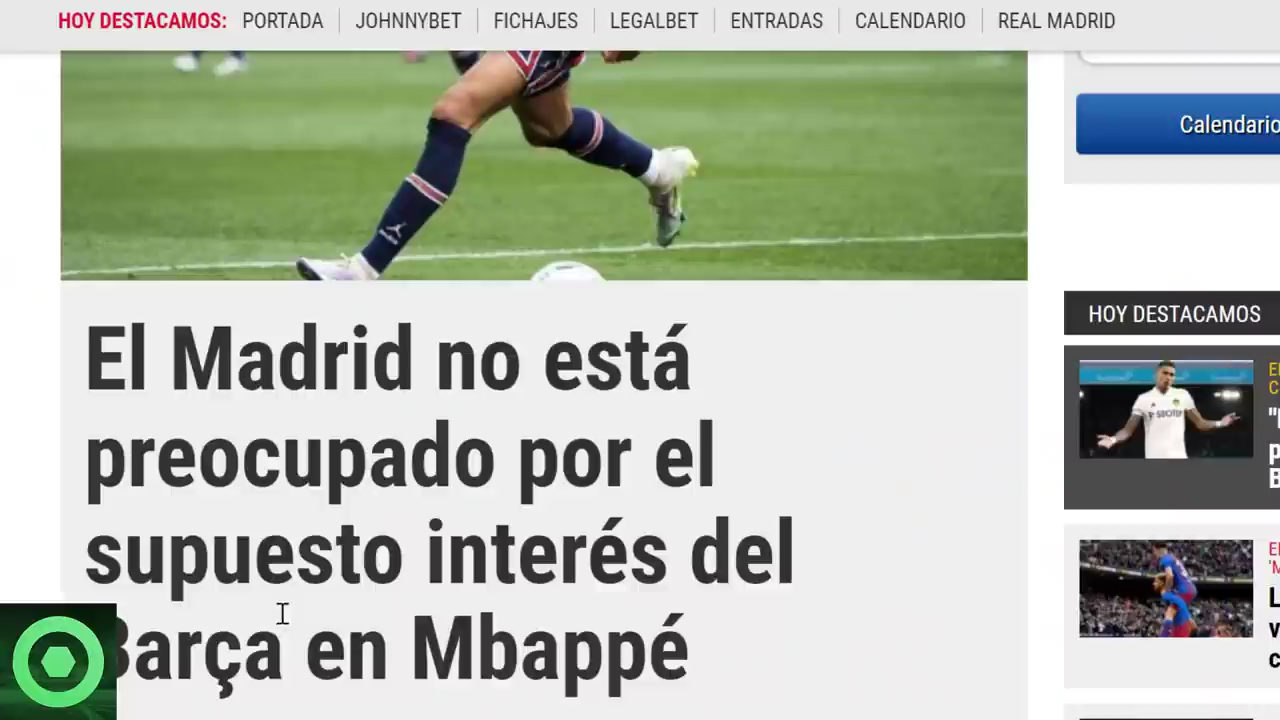 HOY DESTACAMOS: PORTADA JOHNNYBET FICHAJES LEGALBET ENTRADAS CALENDARIO REAL MADRID
Calendario
El Madrid no está
preocupado por el
supuesto interés del
Barça en Mbappé
HOY DESTACAMOS